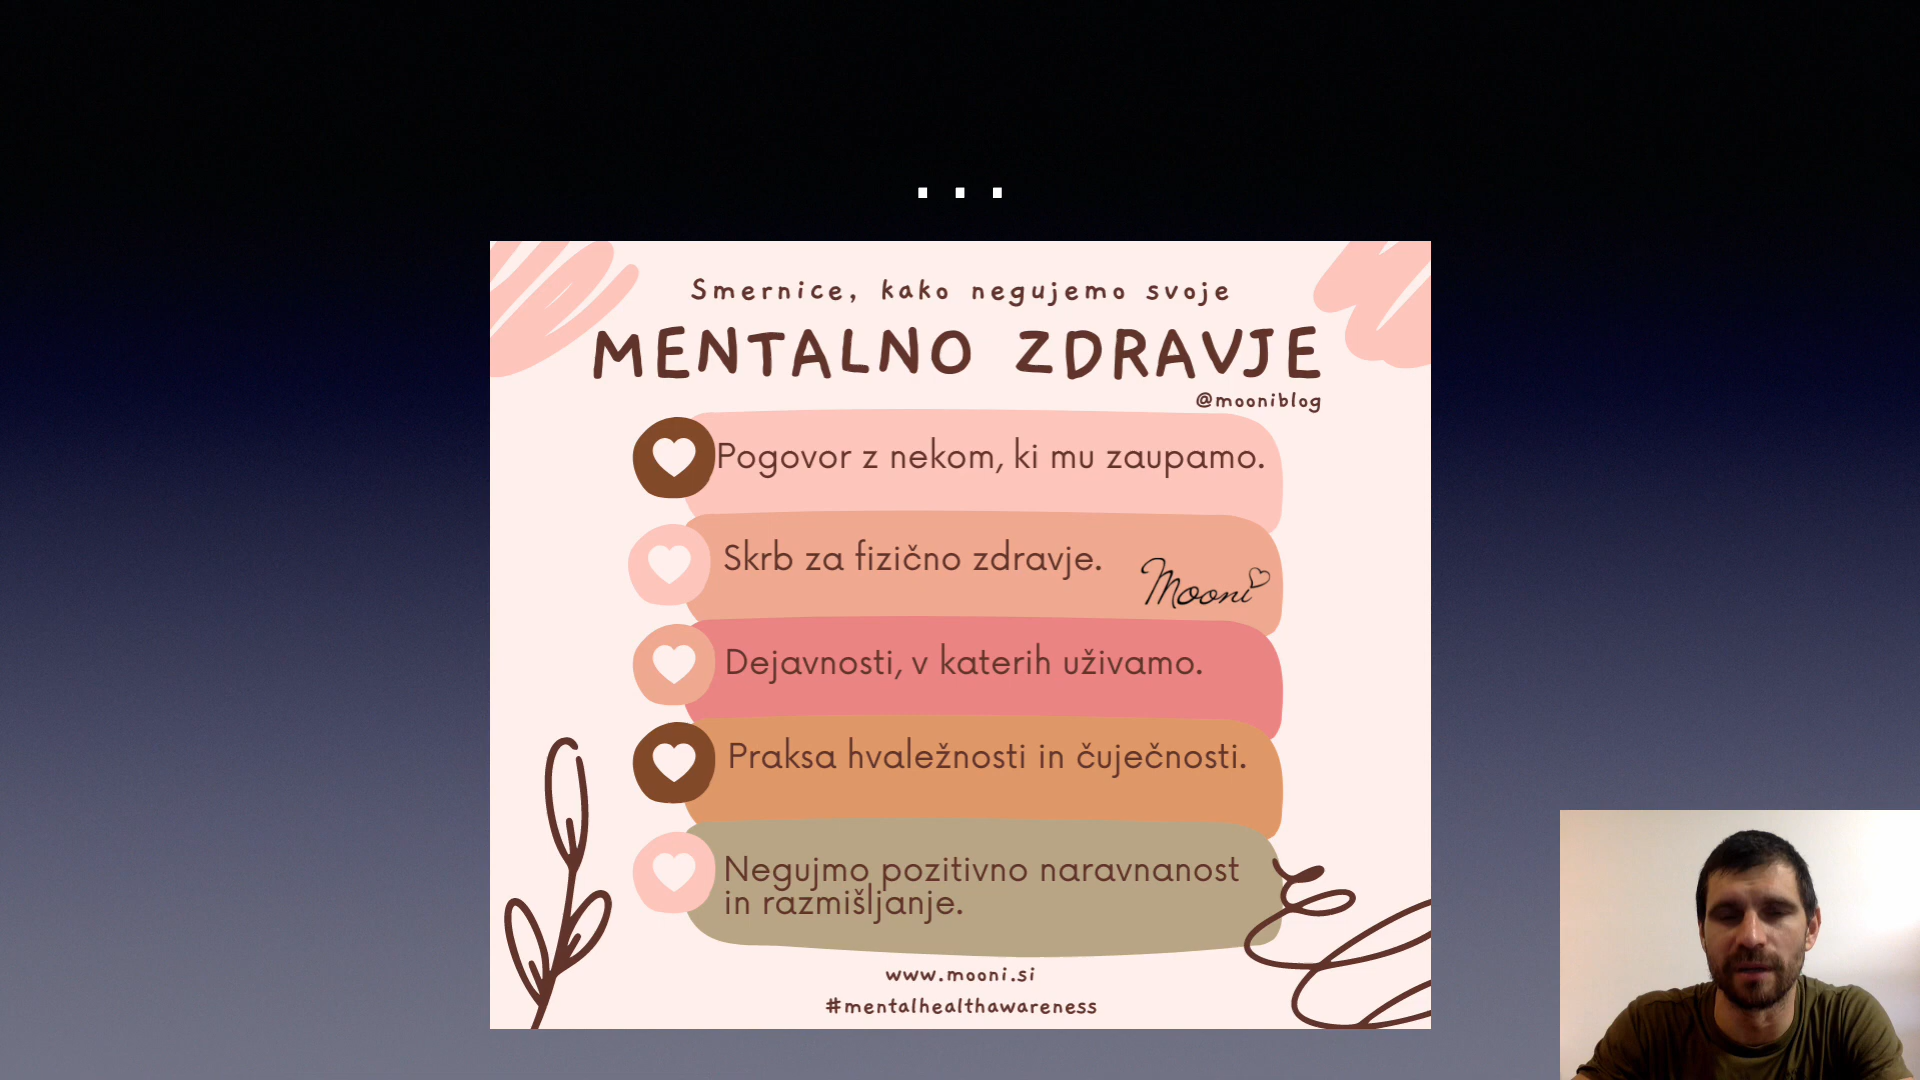 ...
Smernice, kako negujemo svoje
MENTALNO ZDRAVJE
@mooniblog
Pogovor z nekom, ki mu zaupamo.
Skrb za fizično zdravje.
Mooni
Dejavnosti, v katerih uživamo.
Praksa hvaležnosti in čuječnosti.
Negujmo pozitivno naravnanost
in razmišljanje.
www.mooni.si
#mentalhealthawareness